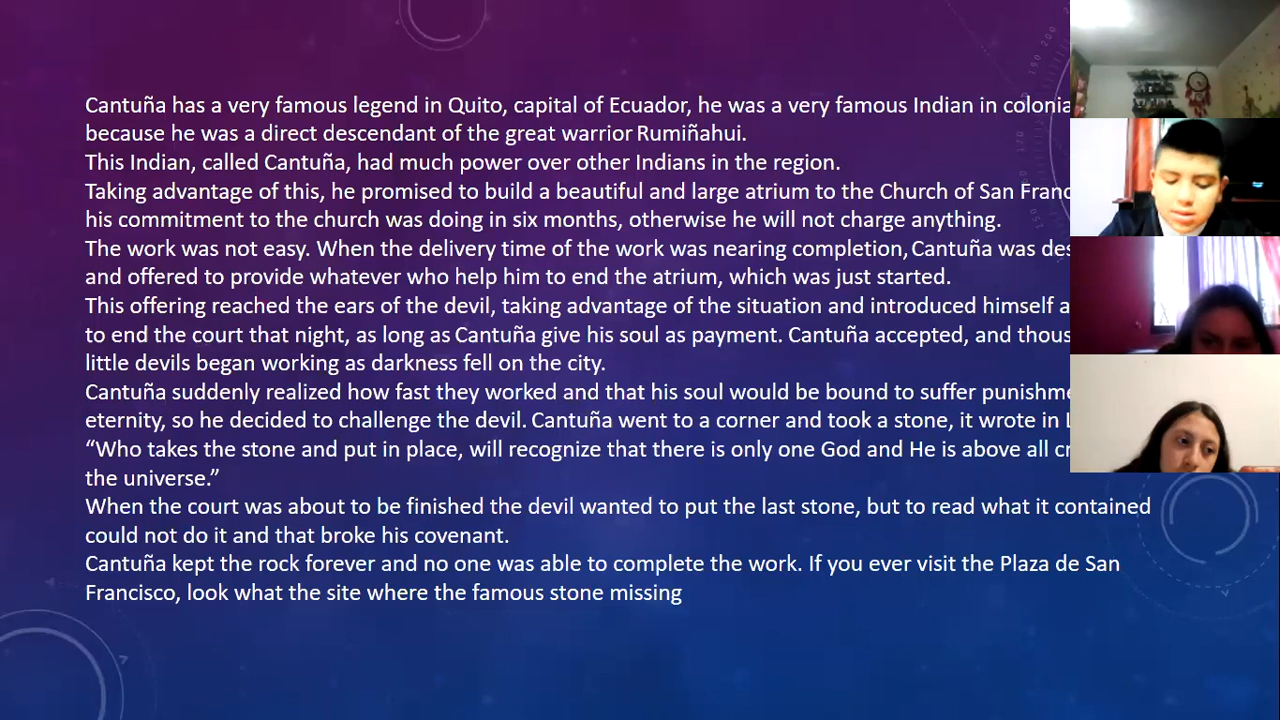 Cantuña has a very famous legend in Quito, capital of Ecuador, he was a very famous Indian in
because he was a direct descendant of the great warrior Rumiñahui.
This Indian, called Cantuña, had much power over other Indians in the region.
Taking advantage of this, he promised to build a beautiful and large atrium to the Church of San
his commitment to the church was doing in six months, otherwise he will not charge anything.
The work was not easy. When the delivery time of the work was nearing completion, Cantuña was
and offered to provide whatever who help him to end the atrium, which was just started.
This offering reached the ears of the devil, taking advantage of the situation and introduced himself
to end the court that night, as long as Cantuña give his soul as payment. Cantuña accepted, and
little devils began working as darkness fell on the city.
Cantuña suddenly realized how fast they worked and that his soul would be bound to suffer
eternity, so he decided to challenge the devil. Cantuña went to a corner and took a stone, it wrote in
“Who takes the stone and put in place, will recognize that there is only one God and He is above all
the universe.”
When the court was about to be finished the devil wanted to put the last stone, but to read what it contained
could not do it and that broke his covenant.
Cantuña kept the rock forever and no one was able to complete the work. If you ever visit the Plaza de San
Francisco, look what the site where the famous stone missing